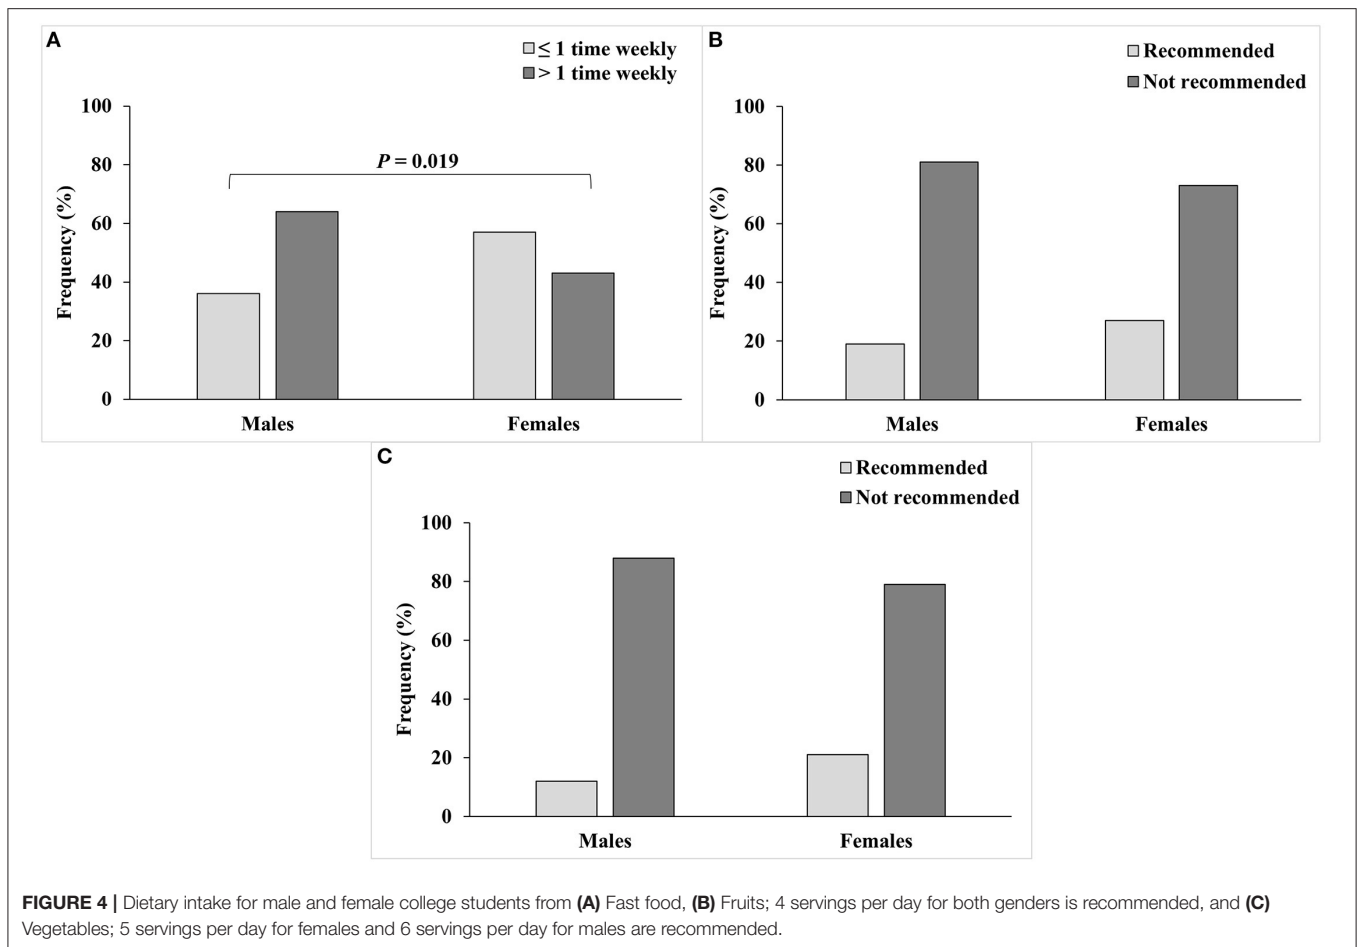 A
≤ 1 time weekly
> 1 time weekly
100
80
60
40
20
0
Frequency (%)
P = 0.019
Males Females
B
Recommended
Not recommended
100
80
60
40
20
0
Frequency (%)
Males Females
C
Recommended
Not recommended
100
80
60
40
20
0
Frequency (%)
Males Females
FIGURE 4 | Dietary intake for male and female college students from (A) Fast food, (B) Fruits; 4 servings per day for both genders is recommended, and (C)
Vegetables; 5 servings per day for females and 6 servings per day for males are recommended.